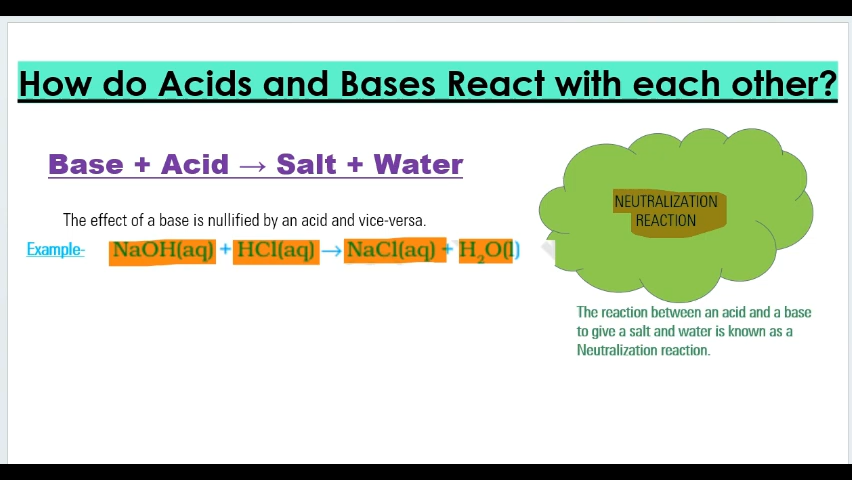 How do Acids and Bases React with each other?
Base + Acid → Salt + Water
The effect of a base is nullified by an acid and vice-versa.
Example- NaOH(aq) + HCl(aq) → NaCl(aq) + H₂O(l)
NEUTRALIZATION
REACTION
The reaction between an acid and a base
to give a salt and water is known as a
Neutralization reaction.